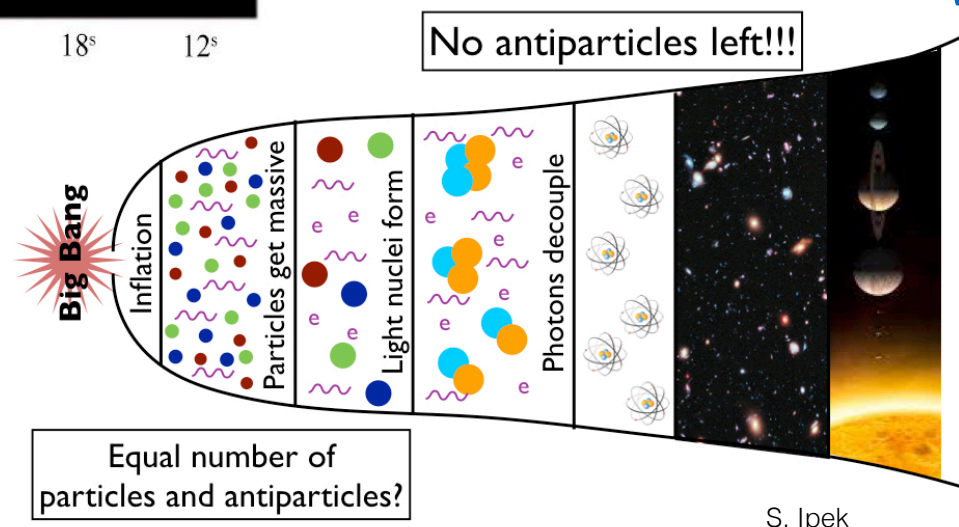 18s 12s
No antiparticles left!!!
Big Bang
Inflation
Particles get massive
Light nuclei form
Photons decouple
e
e
e
e
e
e
e
e
e
e
Equal number of
particles and antiparticles?
S. Ipek